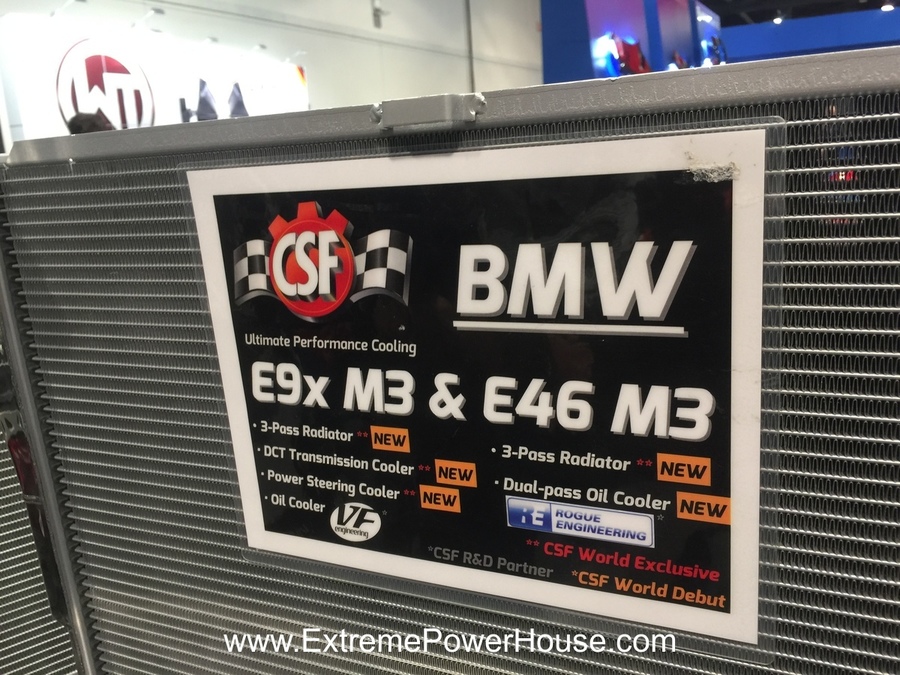 CSF
BMW
Ultimate Performance Cooling
E9x M3 & E46 M3
· 3-Pass Radiator ** NEW
· DCT Transmission Cooler ** NEW
· Power Steering Cooler ** NEW
· Oil Cooler VF engineering *
· 3-Pass Radiator ** NEW
· Dual-pass Oil Cooler NEW
RE ROGUE ENGINEERING *
** CSF World Exclusive
*CSF R&D Partner
*CSF World Debut
www.ExtremePowerHouse.com